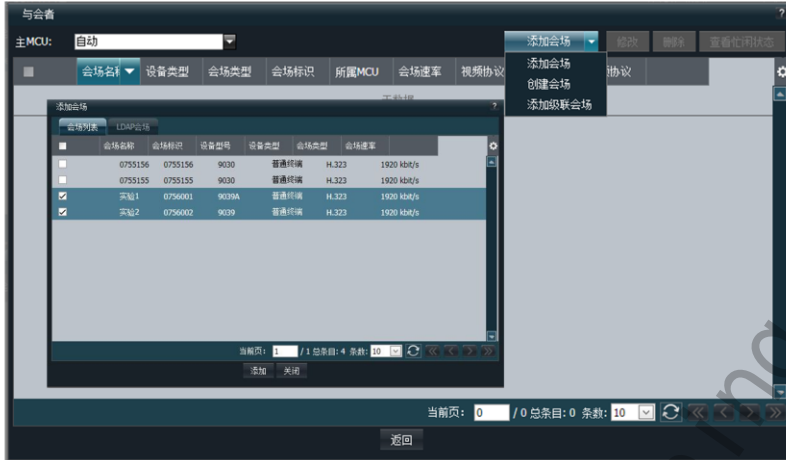 与会者 ?
主MCU: 自动 添加会场 修改 删除 查看忙闲状态
会场名称 设备类型 会场类型 会场标识 所属MCU 会场速率 视频协议 协议
添加会场
创建会场
添加级联会场
无数据
添加会场 ?
会场列表 LDAP会场
会场名称 会场标识 设备型号 设备类型 会场类型 会场速率
0755156 0755156 9030 普通终端 H.323 1920 kbit/s
0755155 0755155 9030 普通终端 H.323 1920 kbit/s
实验1 0756001 9039A 普通终端 H.323 1920 kbit/s
实验2 0756002 9039 普通终端 H.323 1920 kbit/s
当前页: 1 / 1 总条目: 4 条数: 10
添加 关闭
当前页: 0 / 0 总条目: 0 条数: 10
返回